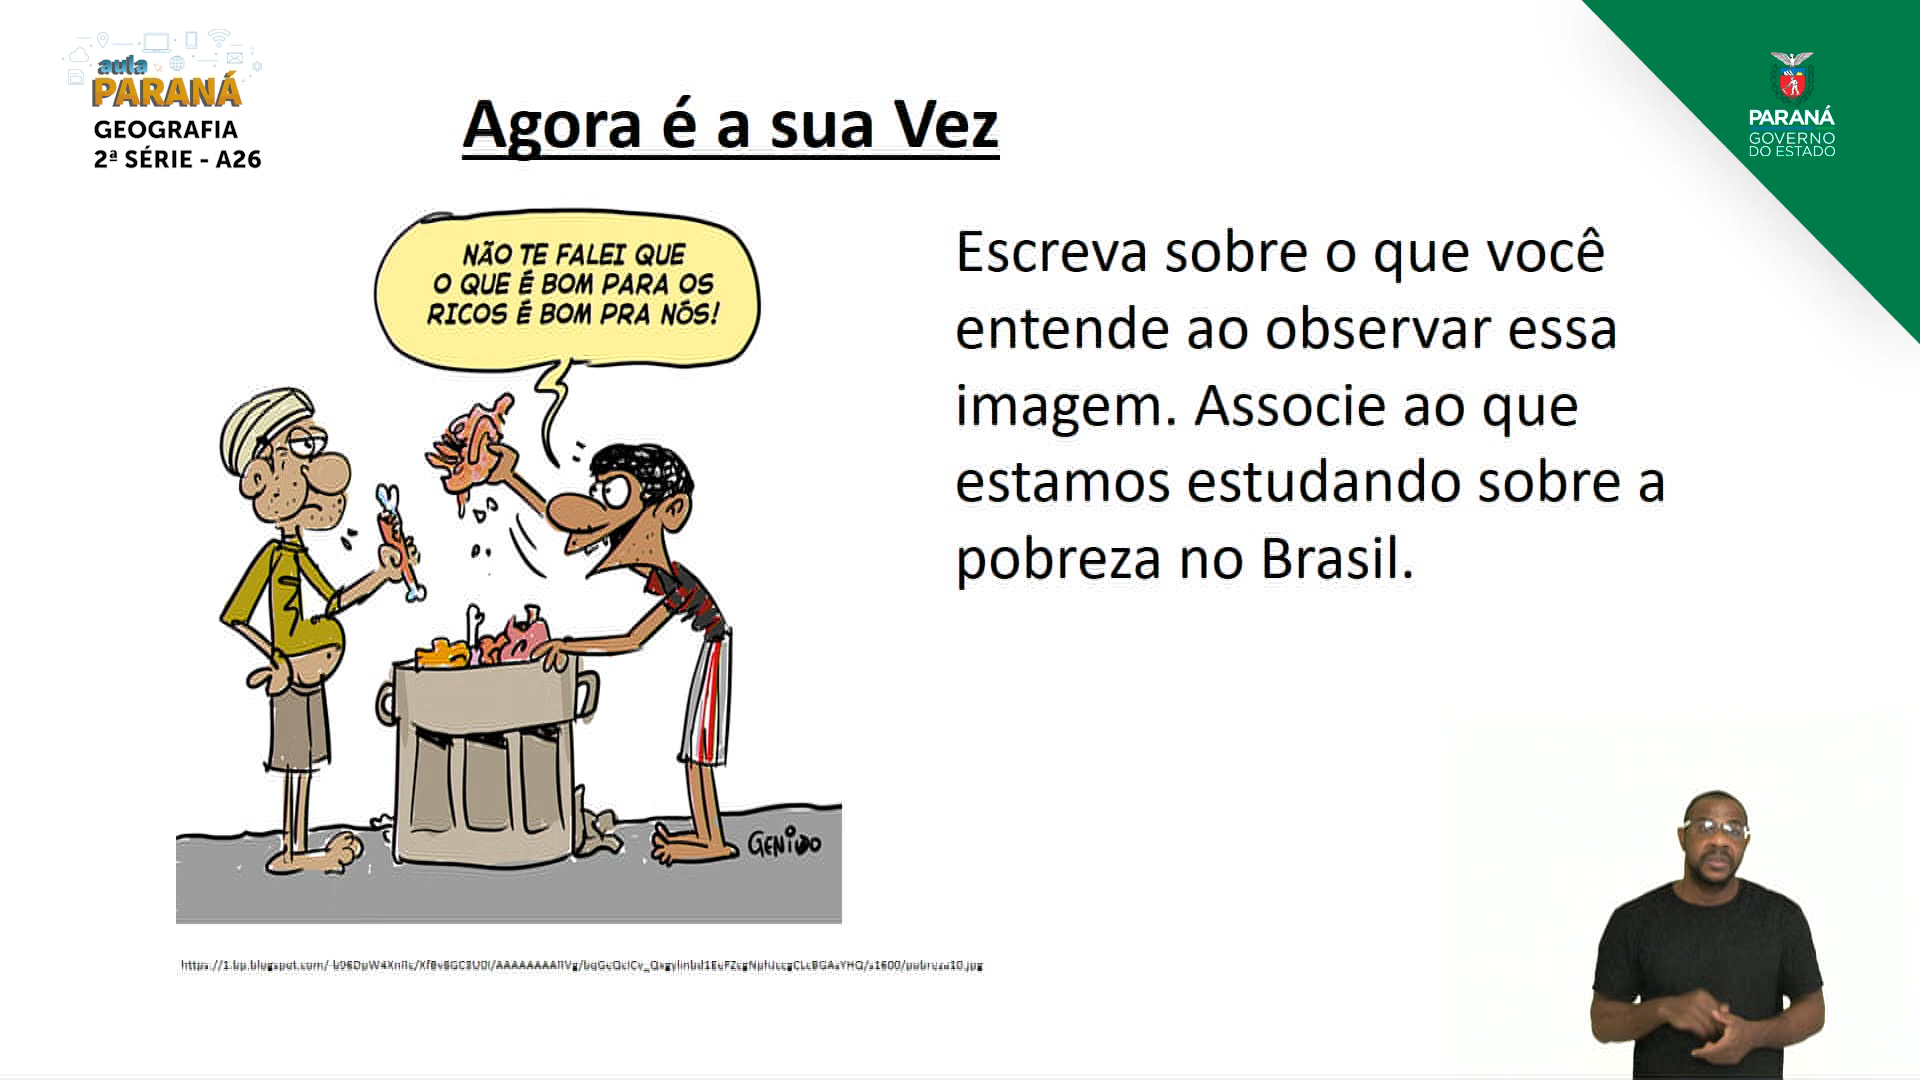 aula
PARANÁ
GEOGRAFIA
2ª SÉRIE - A26
Agora é a sua Vez
PARANÁ
GOVERNO
DO ESTADO
NÃO TE FALEI QUE
O QUE É BOM PARA OS
RICOS É BOM PRA NÓS!
Escreva sobre o que você
entende ao observar essa
imagem. Associe ao que
estamos estudando sobre a
pobreza no Brasil.
GENiDO